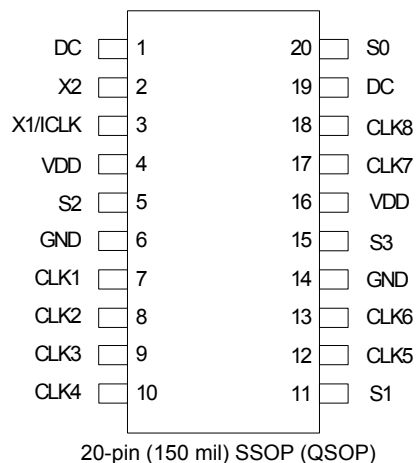 DC 1 20 S0
X2 2 19 DC
X1/ICLK 3 18 CLK8
VDD 4 17 CLK7
S2 5 16 VDD
GND 6 15 S3
CLK1 7 14 GND
CLK2 8 13 CLK6
CLK3 9 12 CLK5
CLK4 10 11 S1
20-pin (150 mil) SSOP (QSOP)